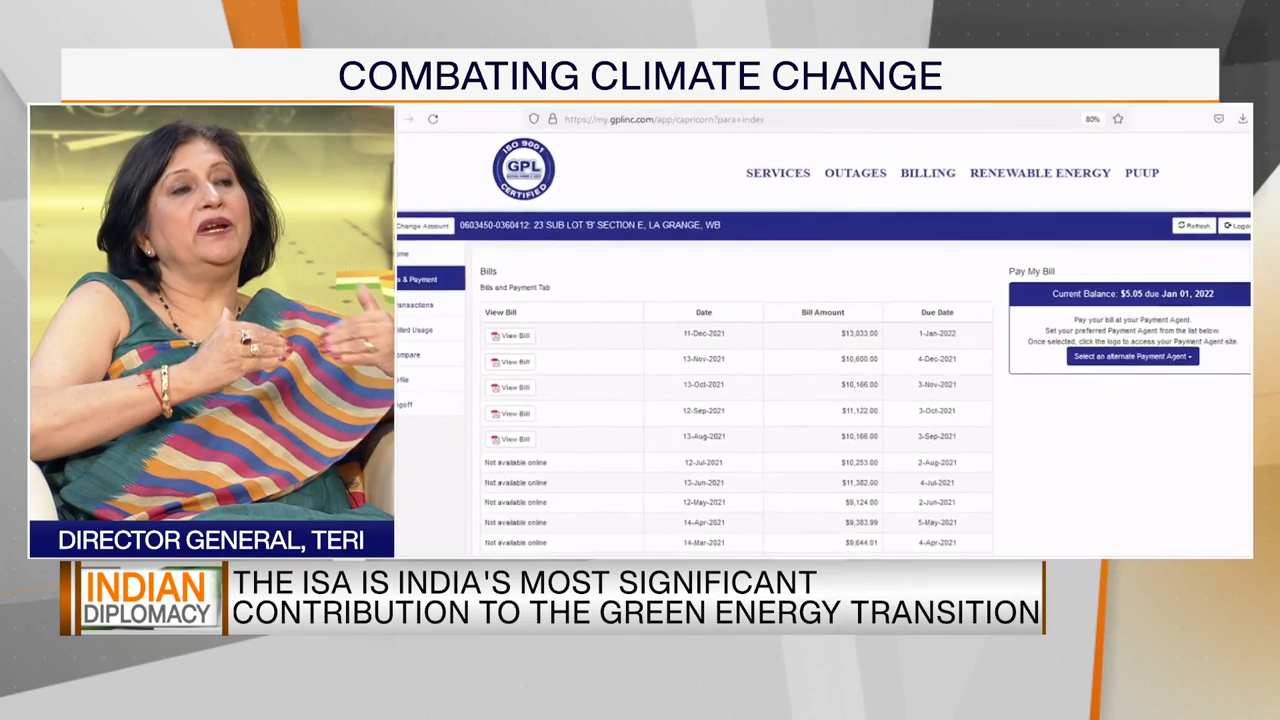 COMBATING CLIMATE CHANGE
https://my.gplinc.com/app/capricorn?para=index
80%
ISO 9001
GPL
CERTIFIED
SERVICES OUTAGES BILLING RENEWABLE ENERGY PUUP
Change Account
0603450-0360412: 23 SUB LOT 'B' SECTION E, LA GRANGE, WB
Refresh
Logo
ome
s & Payment
ransactions
illed Usage
ompare
ofile
goff
Bills
Bills and Payment Tab
View Bill Date Bill Amount Due Date
View Bill 11-Dec-2021 $13,033.00 1-Jan-2022
View Bill 13-Nov-2021 $10,600.00 4-Dec-2021
View Bill 13-Oct-2021 $10,166.00 3-Nov-2021
View Bill 12-Sep-2021 $11,122.00 3-Oct-2021
View Bill 13-Aug-2021 $10,166.00 3-Sep-2021
Not available online 12-Jul-2021 $10,253.00 2-Aug-2021
Not available online 13-Jun-2021 $11,382.00 4-Jul-2021
Not available online 12-May-2021 $9,124.00 2-Jun-2021
Not available online 14-Apr-2021 $9,383.99 5-May-2021
Not available online 14-Mar-2021 $9,644.01 4-Apr-2021
Pay My Bill
Current Balance: $5.05 due Jan 01, 2022
Pay your bill at your Payment Agent.
Set your preferred Payment Agent from the list below.
Once selected, click the logo to access your Payment Agent site.
Select an alternate Payment Agent
DIRECTOR GENERAL, TERI
INDIAN
DIPLOMACY
THE ISA IS INDIA'S MOST SIGNIFICANT
CONTRIBUTION TO THE GREEN ENERGY TRANSITION